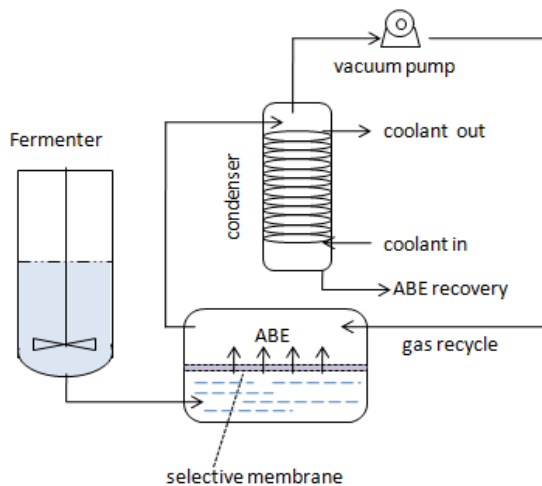 vacuum pump
Fermenter
coolant out
condenser
coolant in
ABE recovery
ABE
gas recycle
selective membrane